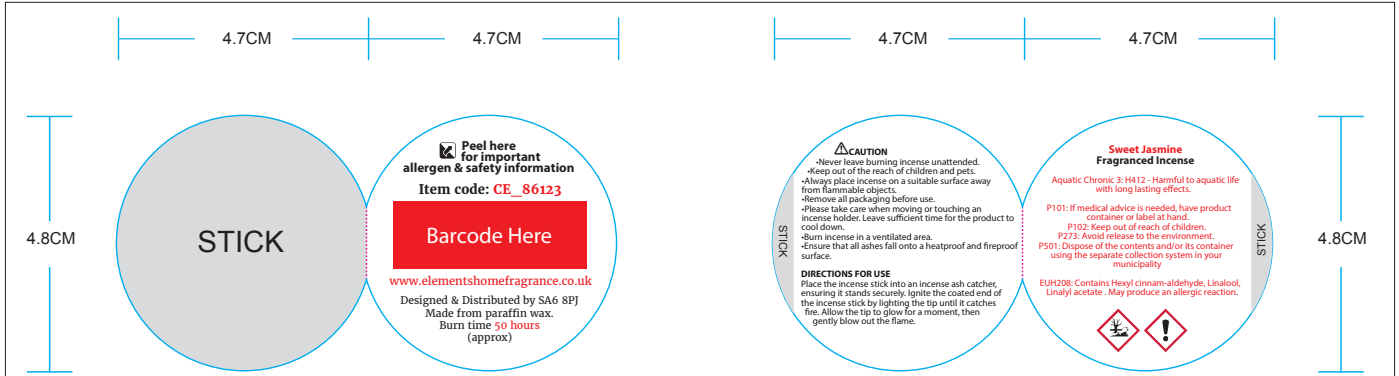 4.7CM
4.7CM
4.7CM
4.7CM
4.8CM
4.8CM
STICK
Peel here
for important
allergen & safety information
Item code: CE_86123
Barcode Here
www.elementshomefragrance.co.uk
Designed & Distributed by SA6 8PJ
Made from paraffin wax.
Burn time 50 hours
(approx)
STICK
CAUTION
•Never leave burning incense unattended.
•Keep out of the reach of children and pets.
•Always place incense on a suitable surface away
from flammable objects.
•Remove all packaging before use.
•Please take care when moving or touching an
incense holder. Leave sufficient time for the product to
cool down.
•Burn incense in a ventilated area.
•Ensure that all ashes fall onto a heatproof and fireproof
surface.
DIRECTIONS FOR USE
Place the incense stick into an incense ash catcher,
ensuring it stands securely. Ignite the coated end of
the incense stick by lighting the tip until it catches
fire. Allow the tip to glow for a moment, then
gently blow out the flame.
Sweet Jasmine
Fragranced Incense
Aquatic Chronic 3: H412 - Harmful to aquatic life
with long lasting effects.
P101: If medical advice is needed, have product
container or label at hand.
P102: Keep out of reach of children.
P273: Avoid release to the environment.
P501: Dispose of the contents and/or its container
using the separate collection system in your
municipality
EUH208: Contains Hexyl cinnam-aldehyde, Linalool,
Linalyl acetate . May produce an allergic reaction.
STICK